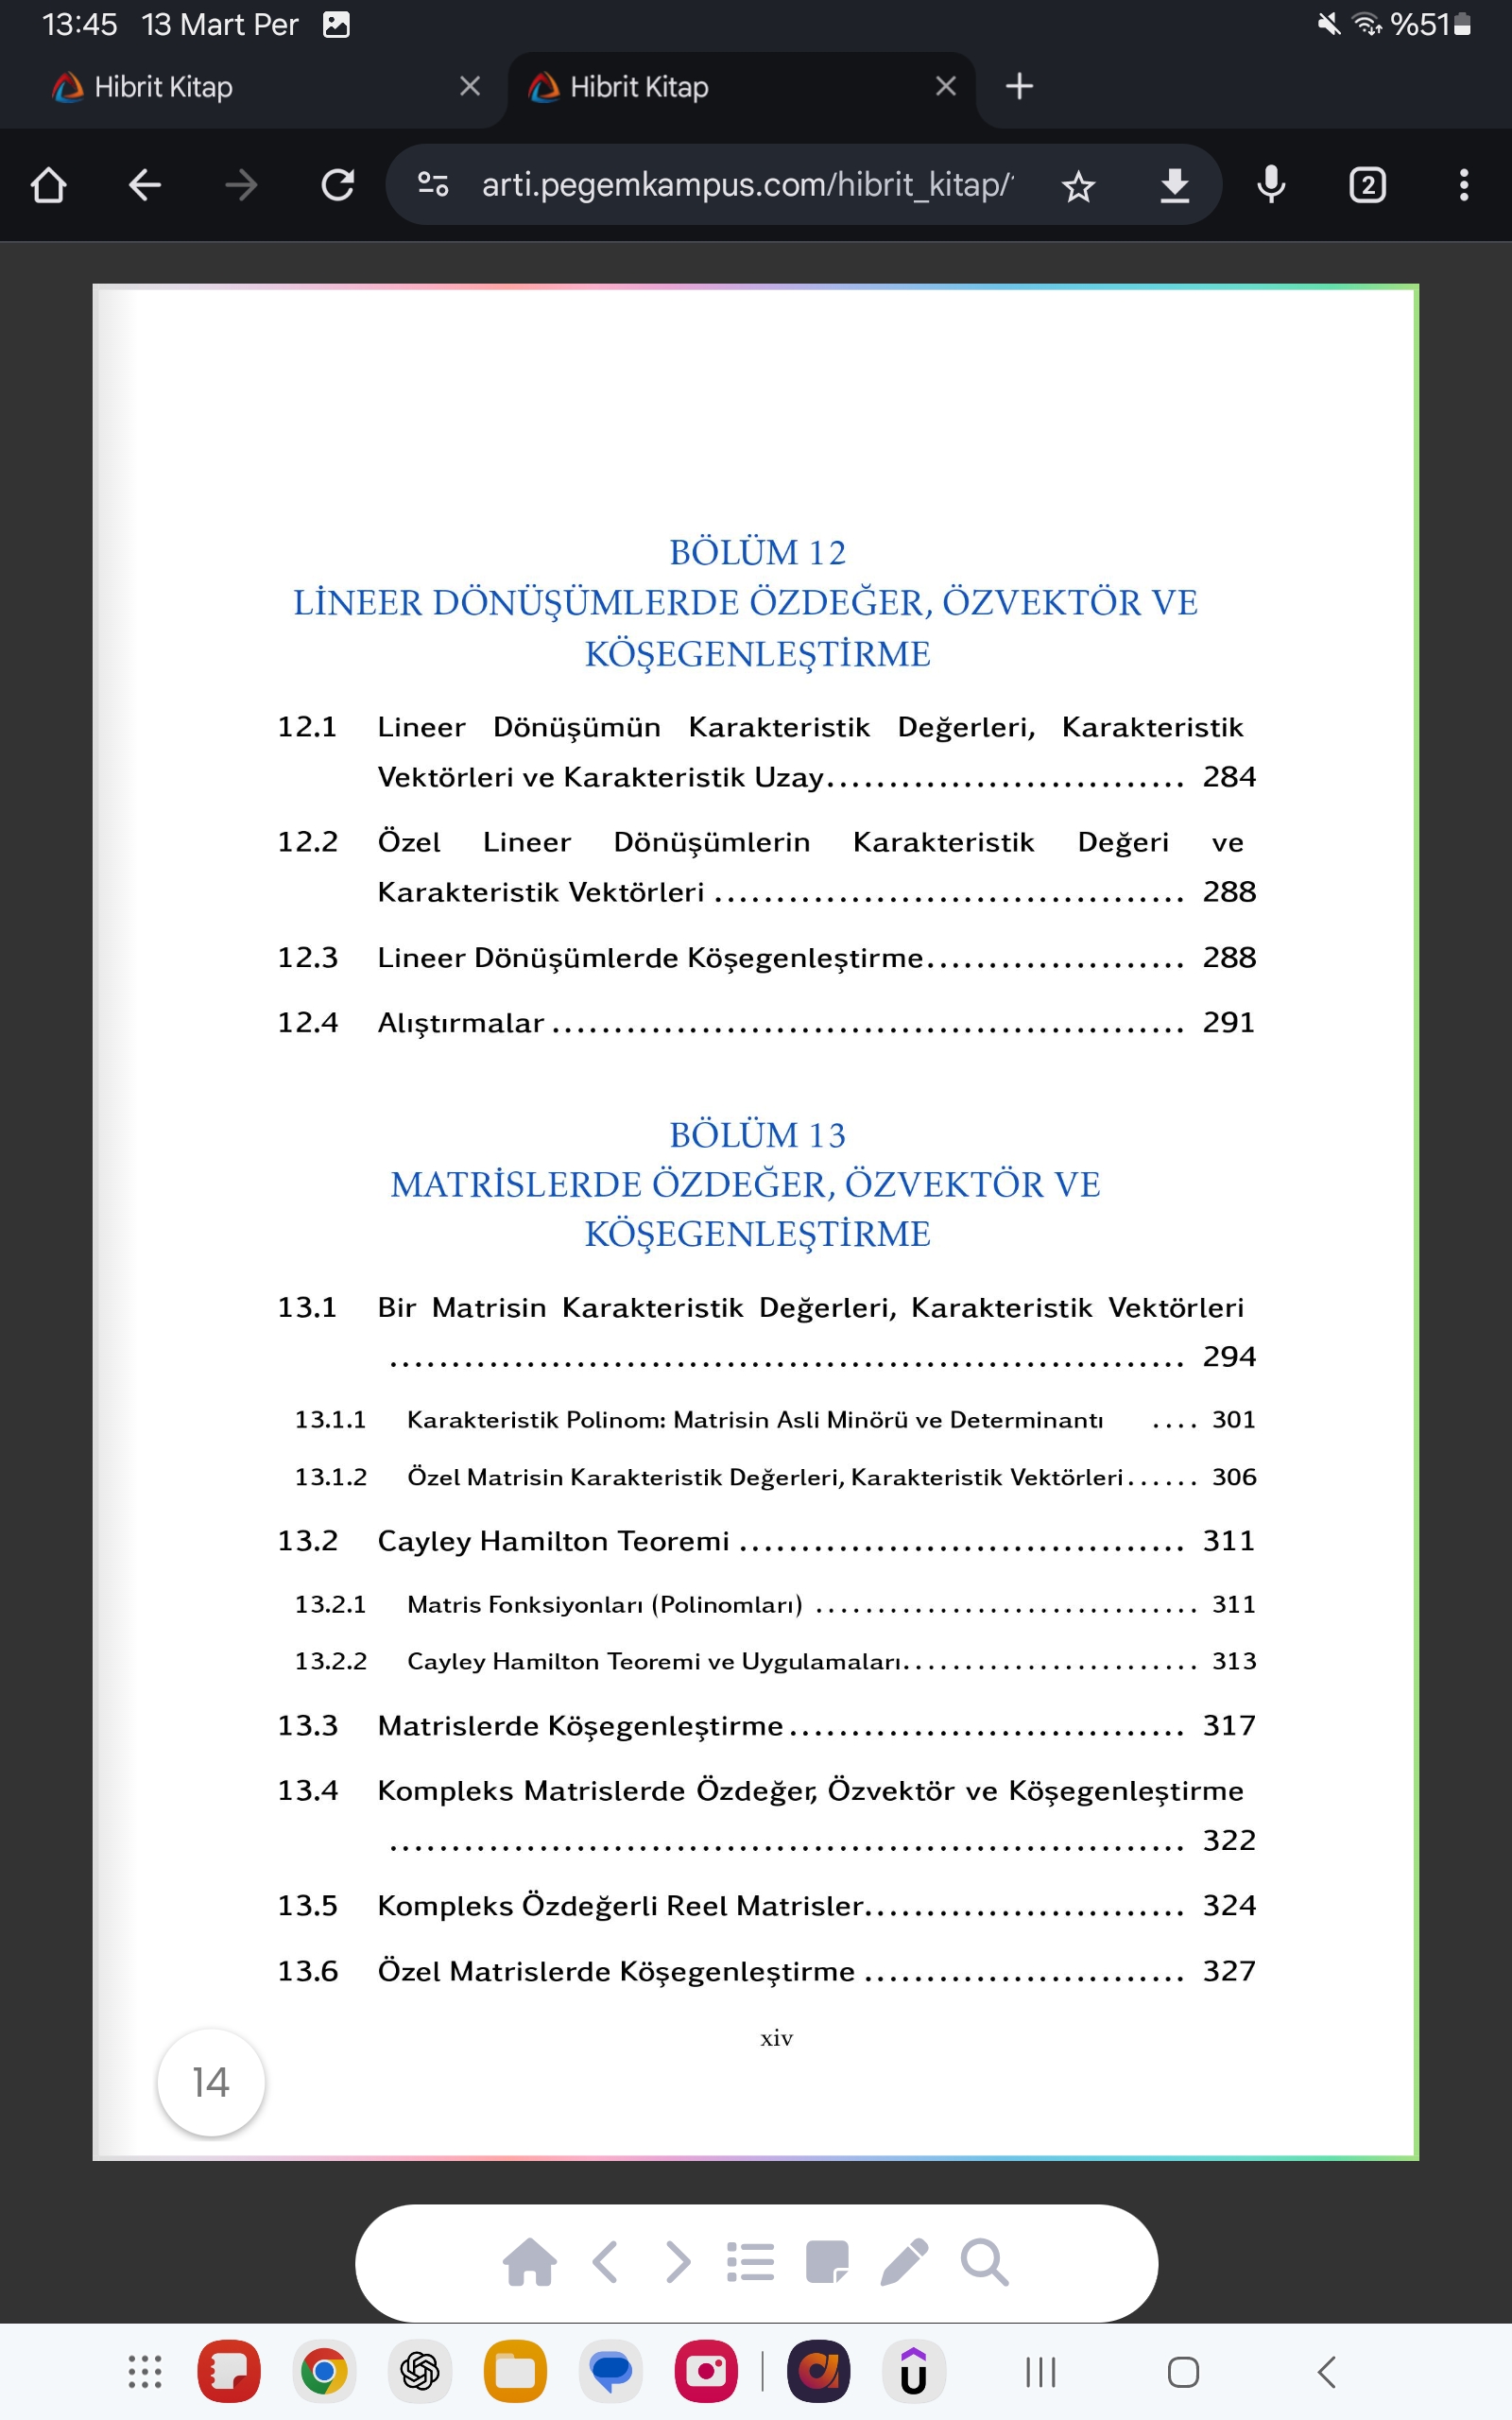 13:45 13 Mart Per %51
Hibrit Kitap
Hibrit Kitap
arti.pegemkampus.com/hibrit_kitap/
2
BÖLÜM 12
LİNEER DÖNÜŞÜMLERDE ÖZDEĞER, ÖZVEKTÖR VE
KÖŞEGENLEŞTİRME
12.1 Lineer Dönüşümün Karakteristik Değerleri, Karakteristik
Vektörleri ve Karakteristik Uzay............................. 284
12.2 Özel Lineer Dönüşümlerin Karakteristik Değeri ve
Karakteristik Vektörleri ...................................... 288
12.3 Lineer Dönüşümlerde Köşegenleştirme..................... 288
12.4 Alıştırmalar ................................................... 291
BÖLÜM 13
MATRİSLERDE ÖZDEĞER, ÖZVEKTÖR VE
KÖŞEGENLEŞTİRME
13.1 Bir Matrisin Karakteristik Değerleri, Karakteristik Vektörleri
................................................................ 294
13.1.1 Karakteristik Polinom: Matrisin Asli Minörü ve Determinantı .... 301
13.1.2 Özel Matrisin Karakteristik Değerleri, Karakteristik Vektörleri...... 306
13.2 Cayley Hamilton Teoremi .................................... 311
13.2.1 Matris Fonksiyonları (Polinomları) ............................... 311
13.2.2 Cayley Hamilton Teoremi ve Uygulamaları........................ 313
13.3 Matrislerde Köşegenleştirme................................ 317
13.4 Kompleks Matrislerde Özdeğer, Özvektör ve Köşegenleştirme
................................................................ 322
13.5 Kompleks Özdeğerli Reel Matrisler.......................... 324
13.6 Özel Matrislerde Köşegenleştirme .......................... 327
xiv
14